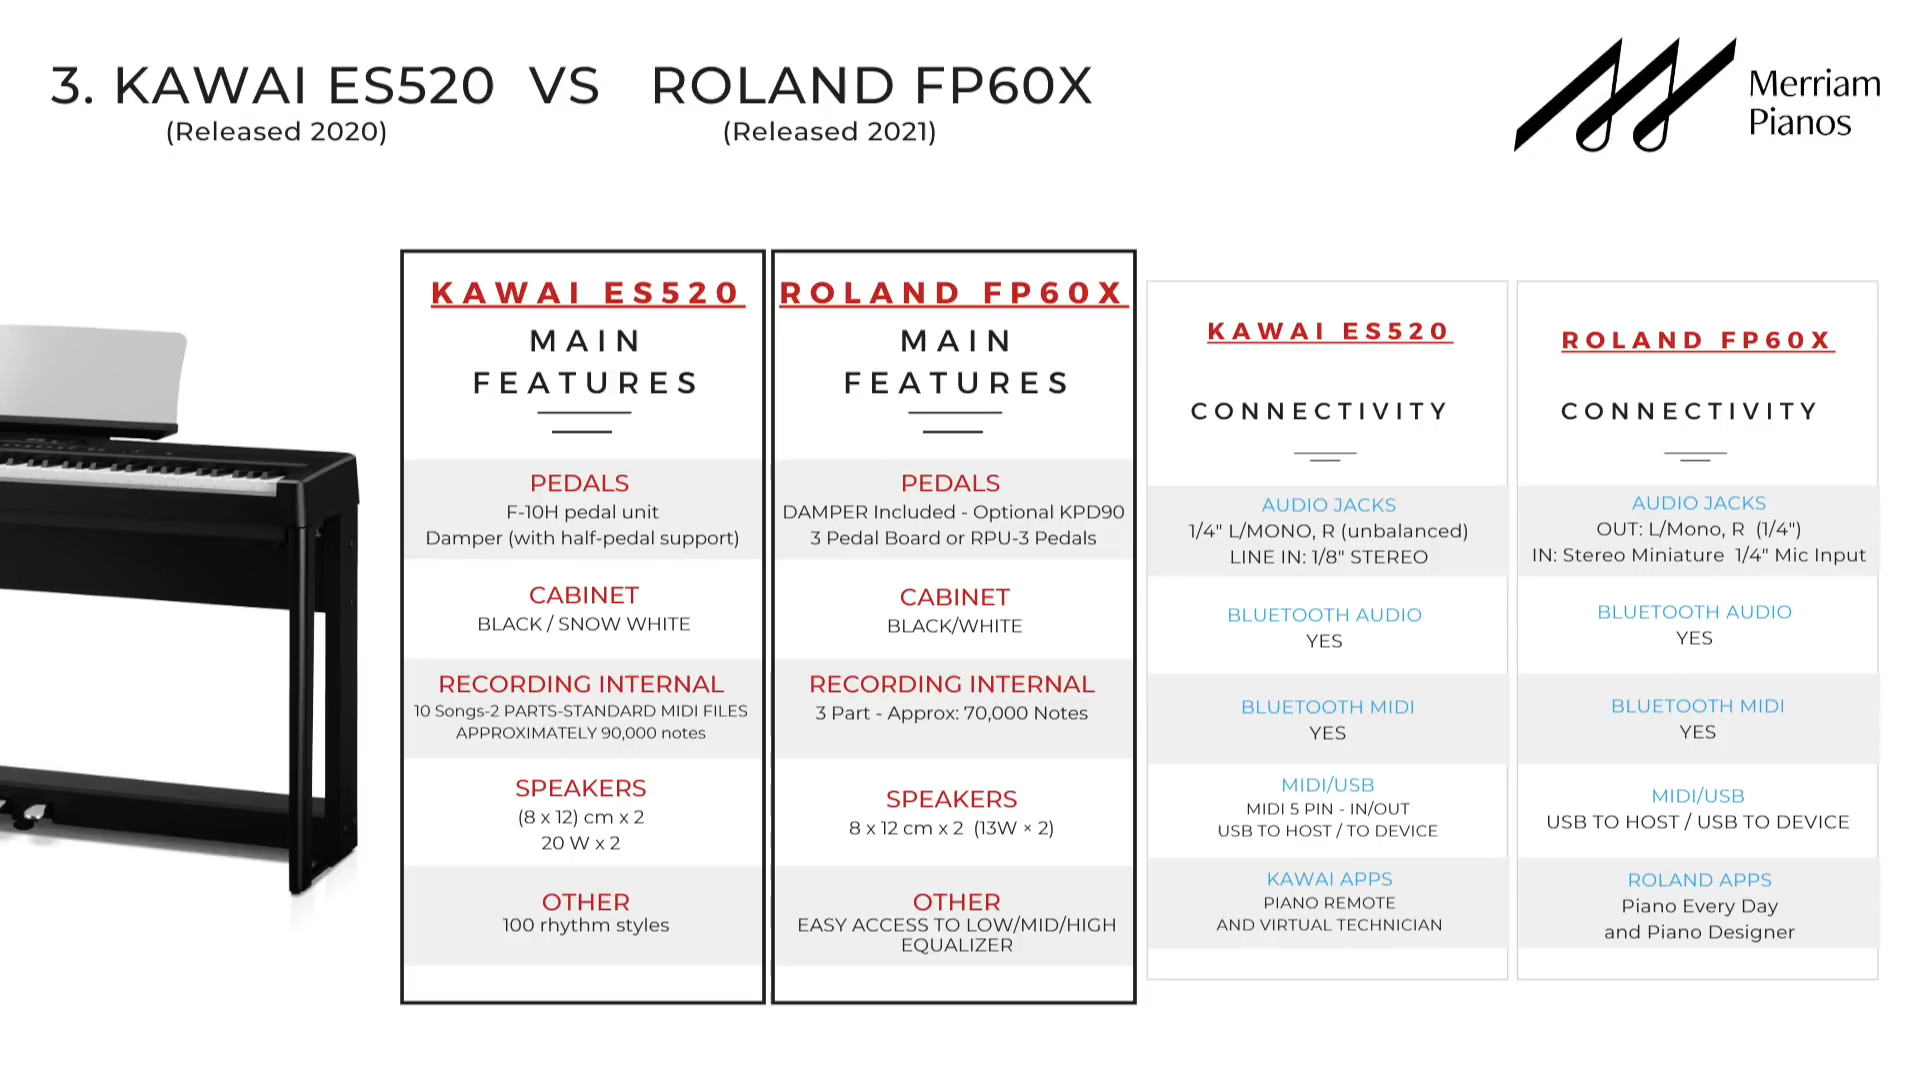 3. KAWAI ES520 VS ROLAND FP60X
(Released 2020) (Released 2021)
Merriam
Pianos
KAWAI ES520
MAIN
FEATURES
PEDALS
F-10H pedal unit
Damper (with half-pedal support)
CABINET
BLACK / SNOW WHITE
RECORDING INTERNAL
10 Songs-2 PARTS-STANDARD MIDI FILES
APPROXIMATELY 90,000 notes
SPEAKERS
(8 x 12) cm x 2
20 W x 2
OTHER
100 rhythm styles
ROLAND FP60X
MAIN
FEATURES
PEDALS
DAMPER Included - Optional KPD90
3 Pedal Board or RPU-3 Pedals
CABINET
BLACK/WHITE
RECORDING INTERNAL
3 Part - Approx: 70,000 Notes
SPEAKERS
8 x 12 cm x 2 (13W × 2)
OTHER
EASY ACCESS TO LOW/MID/HIGH
EQUALIZER
KAWAI ES520
CONNECTIVITY
AUDIO JACKS
1/4" L/MONO, R (unbalanced)
LINE IN: 1/8" STEREO
BLUETOOTH AUDIO
YES
BLUETOOTH MIDI
YES
MIDI/USB
MIDI 5 PIN - IN/OUT
USB TO HOST / TO DEVICE
KAWAI APPS
PIANO REMOTE
AND VIRTUAL TECHNICIAN
ROLAND FP60X
CONNECTIVITY
AUDIO JACKS
OUT: L/Mono, R (1/4")
IN: Stereo Miniature 1/4" Mic Input
BLUETOOTH AUDIO
YES
BLUETOOTH MIDI
YES
MIDI/USB
USB TO HOST / USB TO DEVICE
ROLAND APPS
Piano Every Day
and Piano Designer